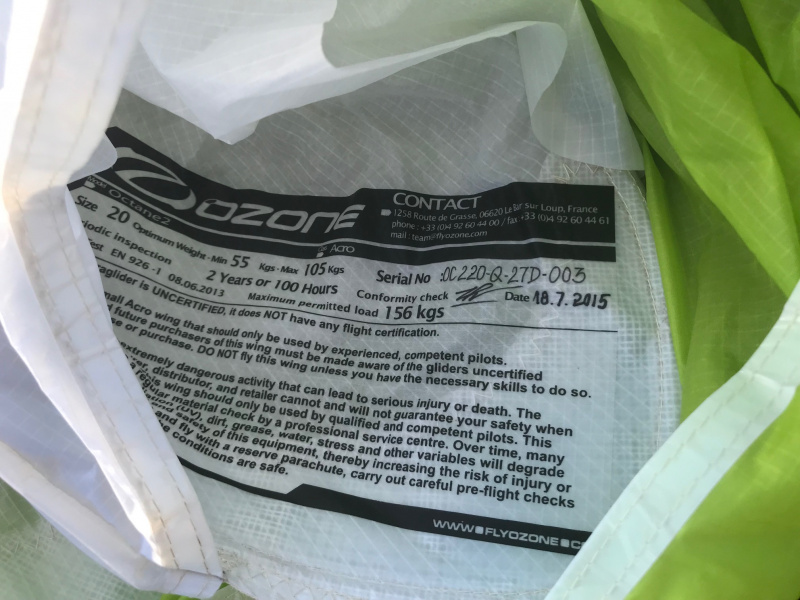 OZONE
CONTACT
1258 Route de Grasse, 06620 Le Bar sur Loup, France
phone : +33 (0)4 92 60 44 00 / fax +33 (0)4 92 60 44 61
mail : team@flyozone.com
Octane2
Acro
Size 20 Optimum Weight - Min 55 Kgs - Max 105 Kgs
Serial No : OC220-Q-27D-003
inspection 2 Years or 100 Hours
Conformity check Date 18.7.2015
Test EN 926 -1 08.06.2013 Maximum permitted load 156 kgs
is UNCERTIFIED, it does NOT have any flight certification.
Acro wing that should only be used by experienced, competent pilots.
future purchasers of this wing must be made aware of the gliders uncertified
or purchase. DO NOT fly this wing unless you have the necessary skills to do so.
extremely dangerous activity that can lead to serious injury or death. The
distributor, and retailer cannot and will not guarantee your safety when
this wing should only be used by qualified and competent pilots. This
material check by a professional service centre. Over time, many
(UV), dirt, grease, water, stress and other variables will degrade
and safety of this equipment, thereby increasing the risk of injury or
and fly with a reserve parachute, carry out careful pre-flight checks
conditions are safe.
WWW FLYOZONE